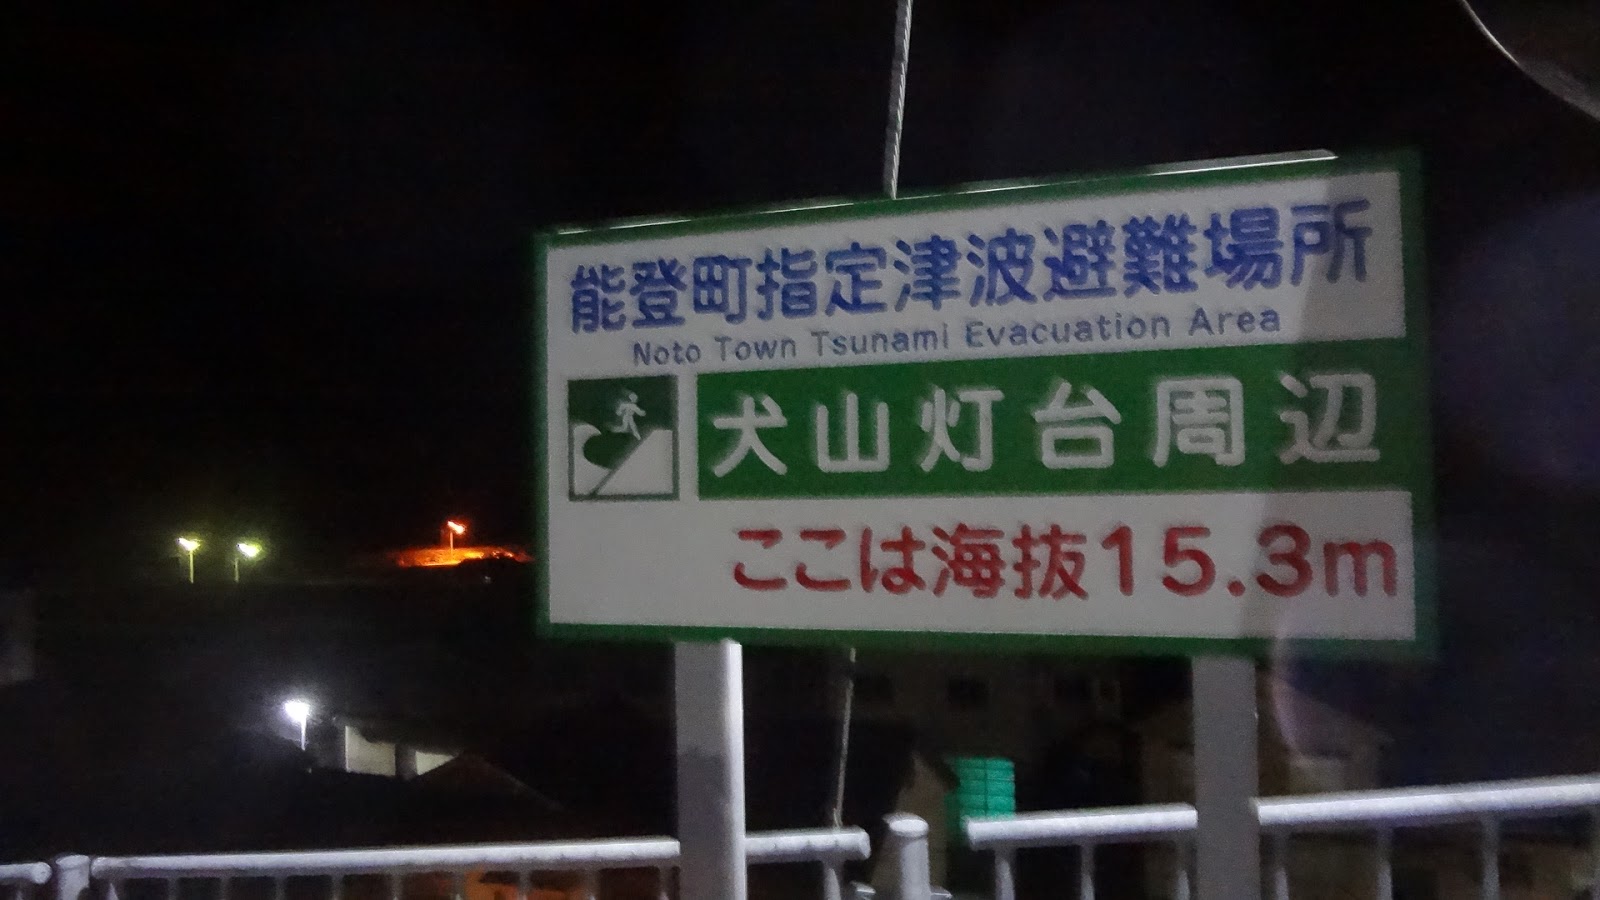 能登町指定津波避難場所
Noto Town Tsunami Evacuation Area
犬山灯台周辺
ここは海抜15.3m